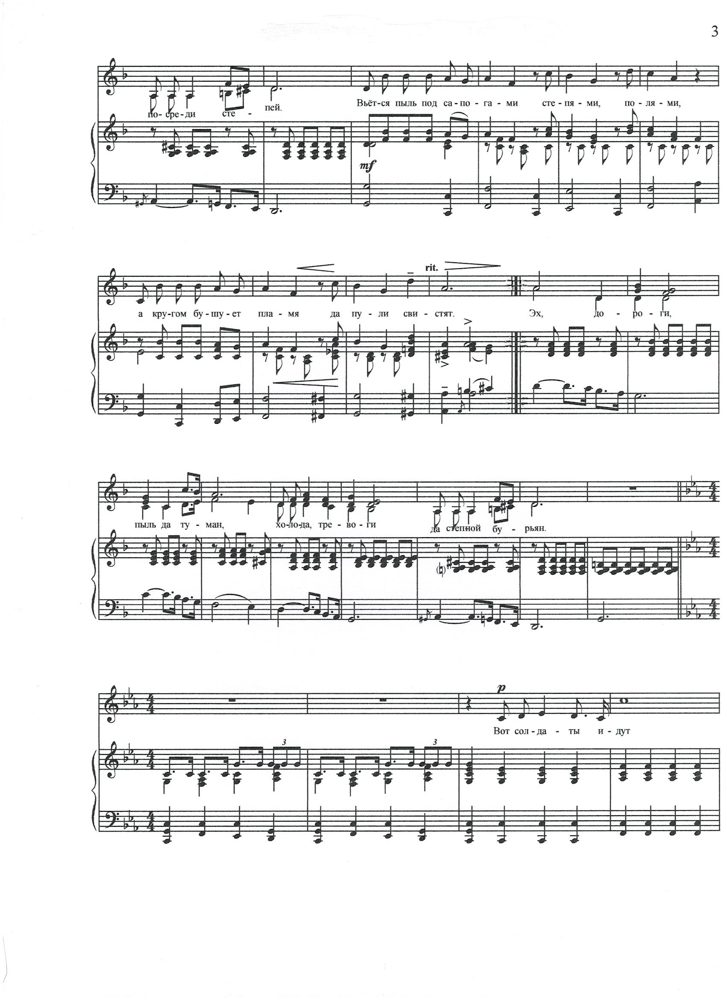 3
по- сре-ди сте - пей. Вьёт-ся пыль под са-по - га - ми сте - пя - ми, по - ля - ми,
mf
rit.
а кру-гом бу-шу-ет пла - мя да пу - ли сви - стят. Эх, до - ро - ги,
пыль да ту - ман, хо-ло-да, тре - во - ги да степной бу - рьян.
4
4
p
Вот сол-да - ты и - дут
3 3